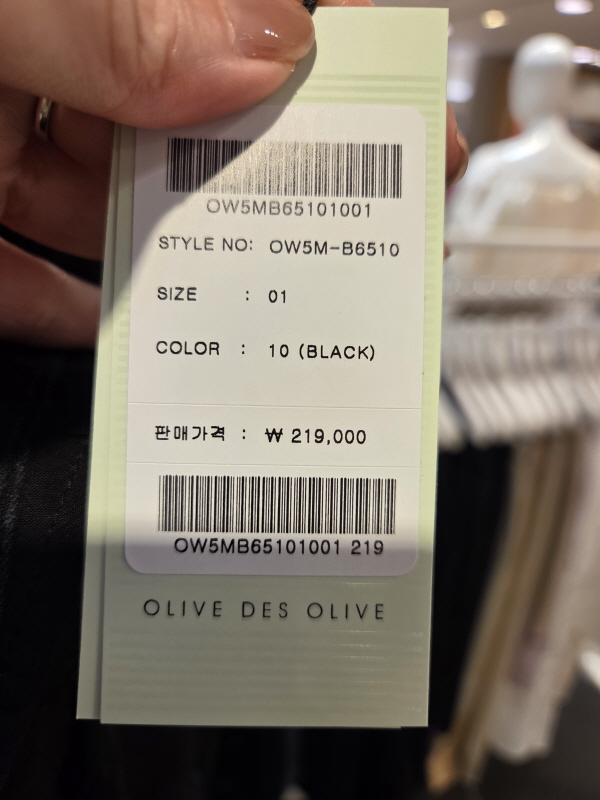 OW5MB65101001
STYLE NO: OW5M-B6510
SIZE : 01
COLOR : 10 (BLACK)
판매가격 : ₩ 219,000
OW5MB65101001 219
OLIVE DES OLIVE